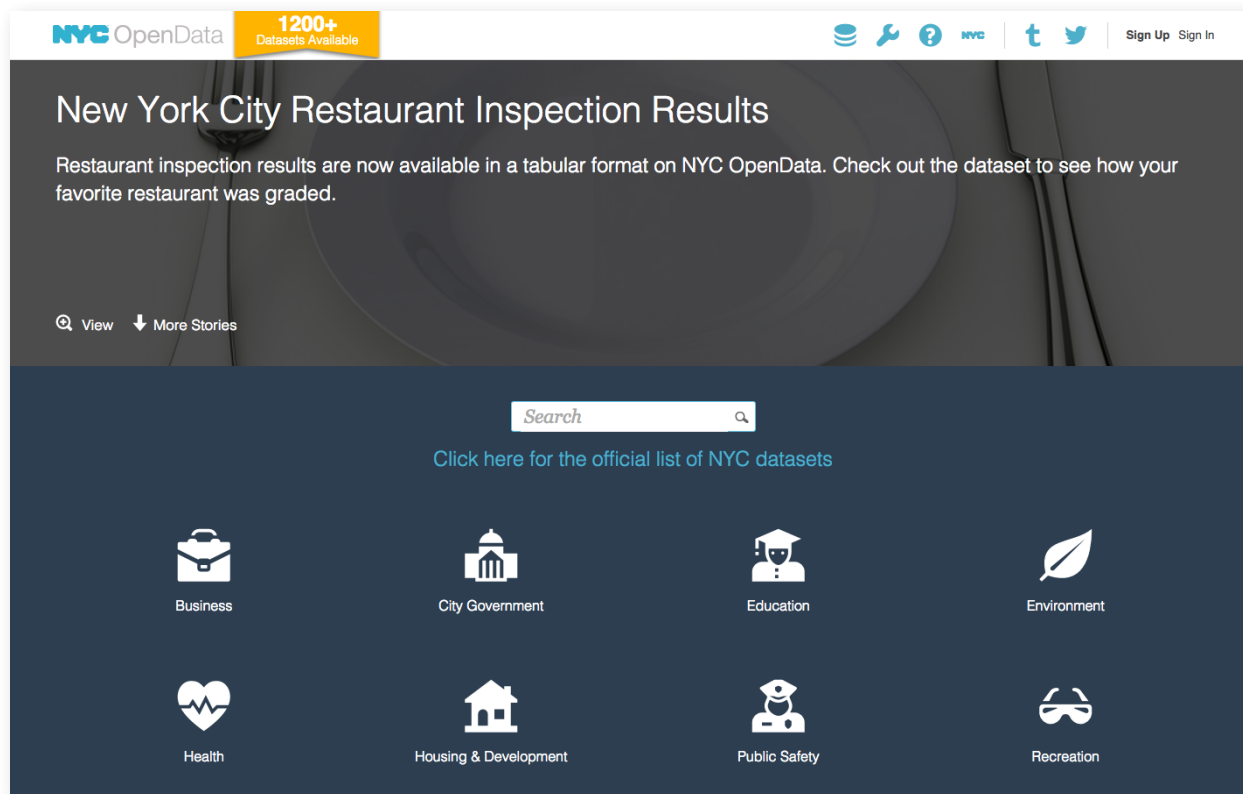 NYC OpenData
1200+
Datasets Available
NYC
t
Sign Up Sign In
New York City Restaurant Inspection Results
Restaurant inspection results are now available in a tabular format on NYC OpenData. Check out the dataset to see how your
favorite restaurant was graded.
View More Stories
Search
Click here for the official list of NYC datasets
Business City Government Education Environment
Health Housing & Development Public Safety Recreation